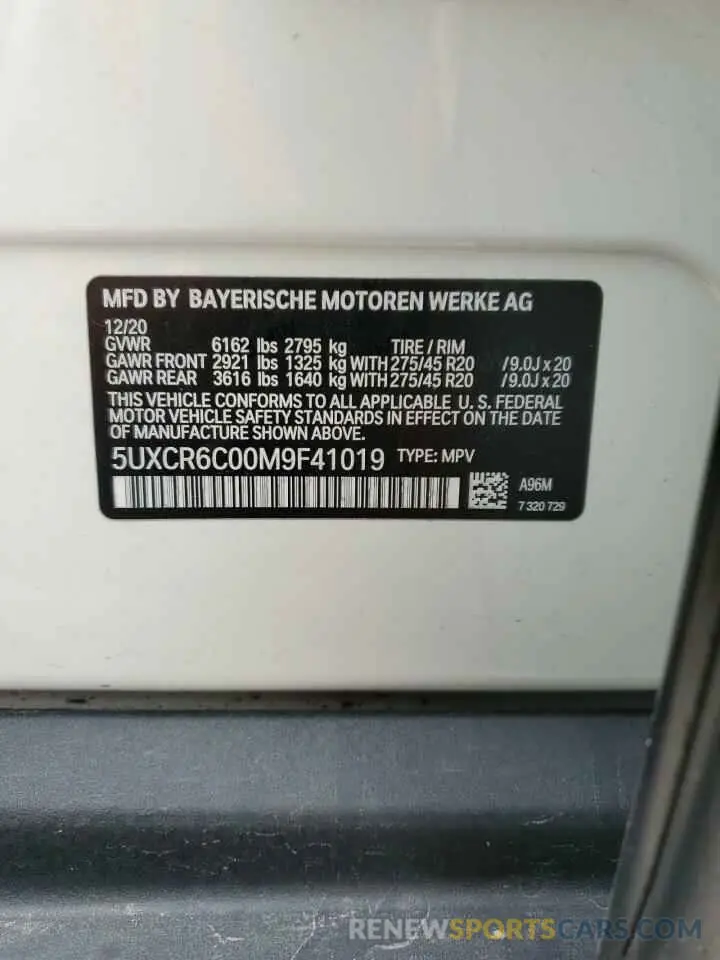 MFD BY BAYERISCHE MOTOREN WERKE AG
12/20
GVWR 6162 lbs 2795 kg TIRE / RIM
GAWR FRONT 2921 lbs 1325 kg WITH 275/45 R20 / 9.0J x 20
GAWR REAR 3616 lbs 1640 kg WITH 275/45 R20 / 9.0J x 20
THIS VEHICLE CONFORMS TO ALL APPLICABLE U. S. FEDERAL
MOTOR VEHICLE SAFETY STANDARDS IN EFFECT ON THE DATE
OF MANUFACTURE SHOWN ABOVE.
5UXCR6C00M9F41019 TYPE: MPV
A96M
7 320 729
RENEWSPORTSCARS.COM